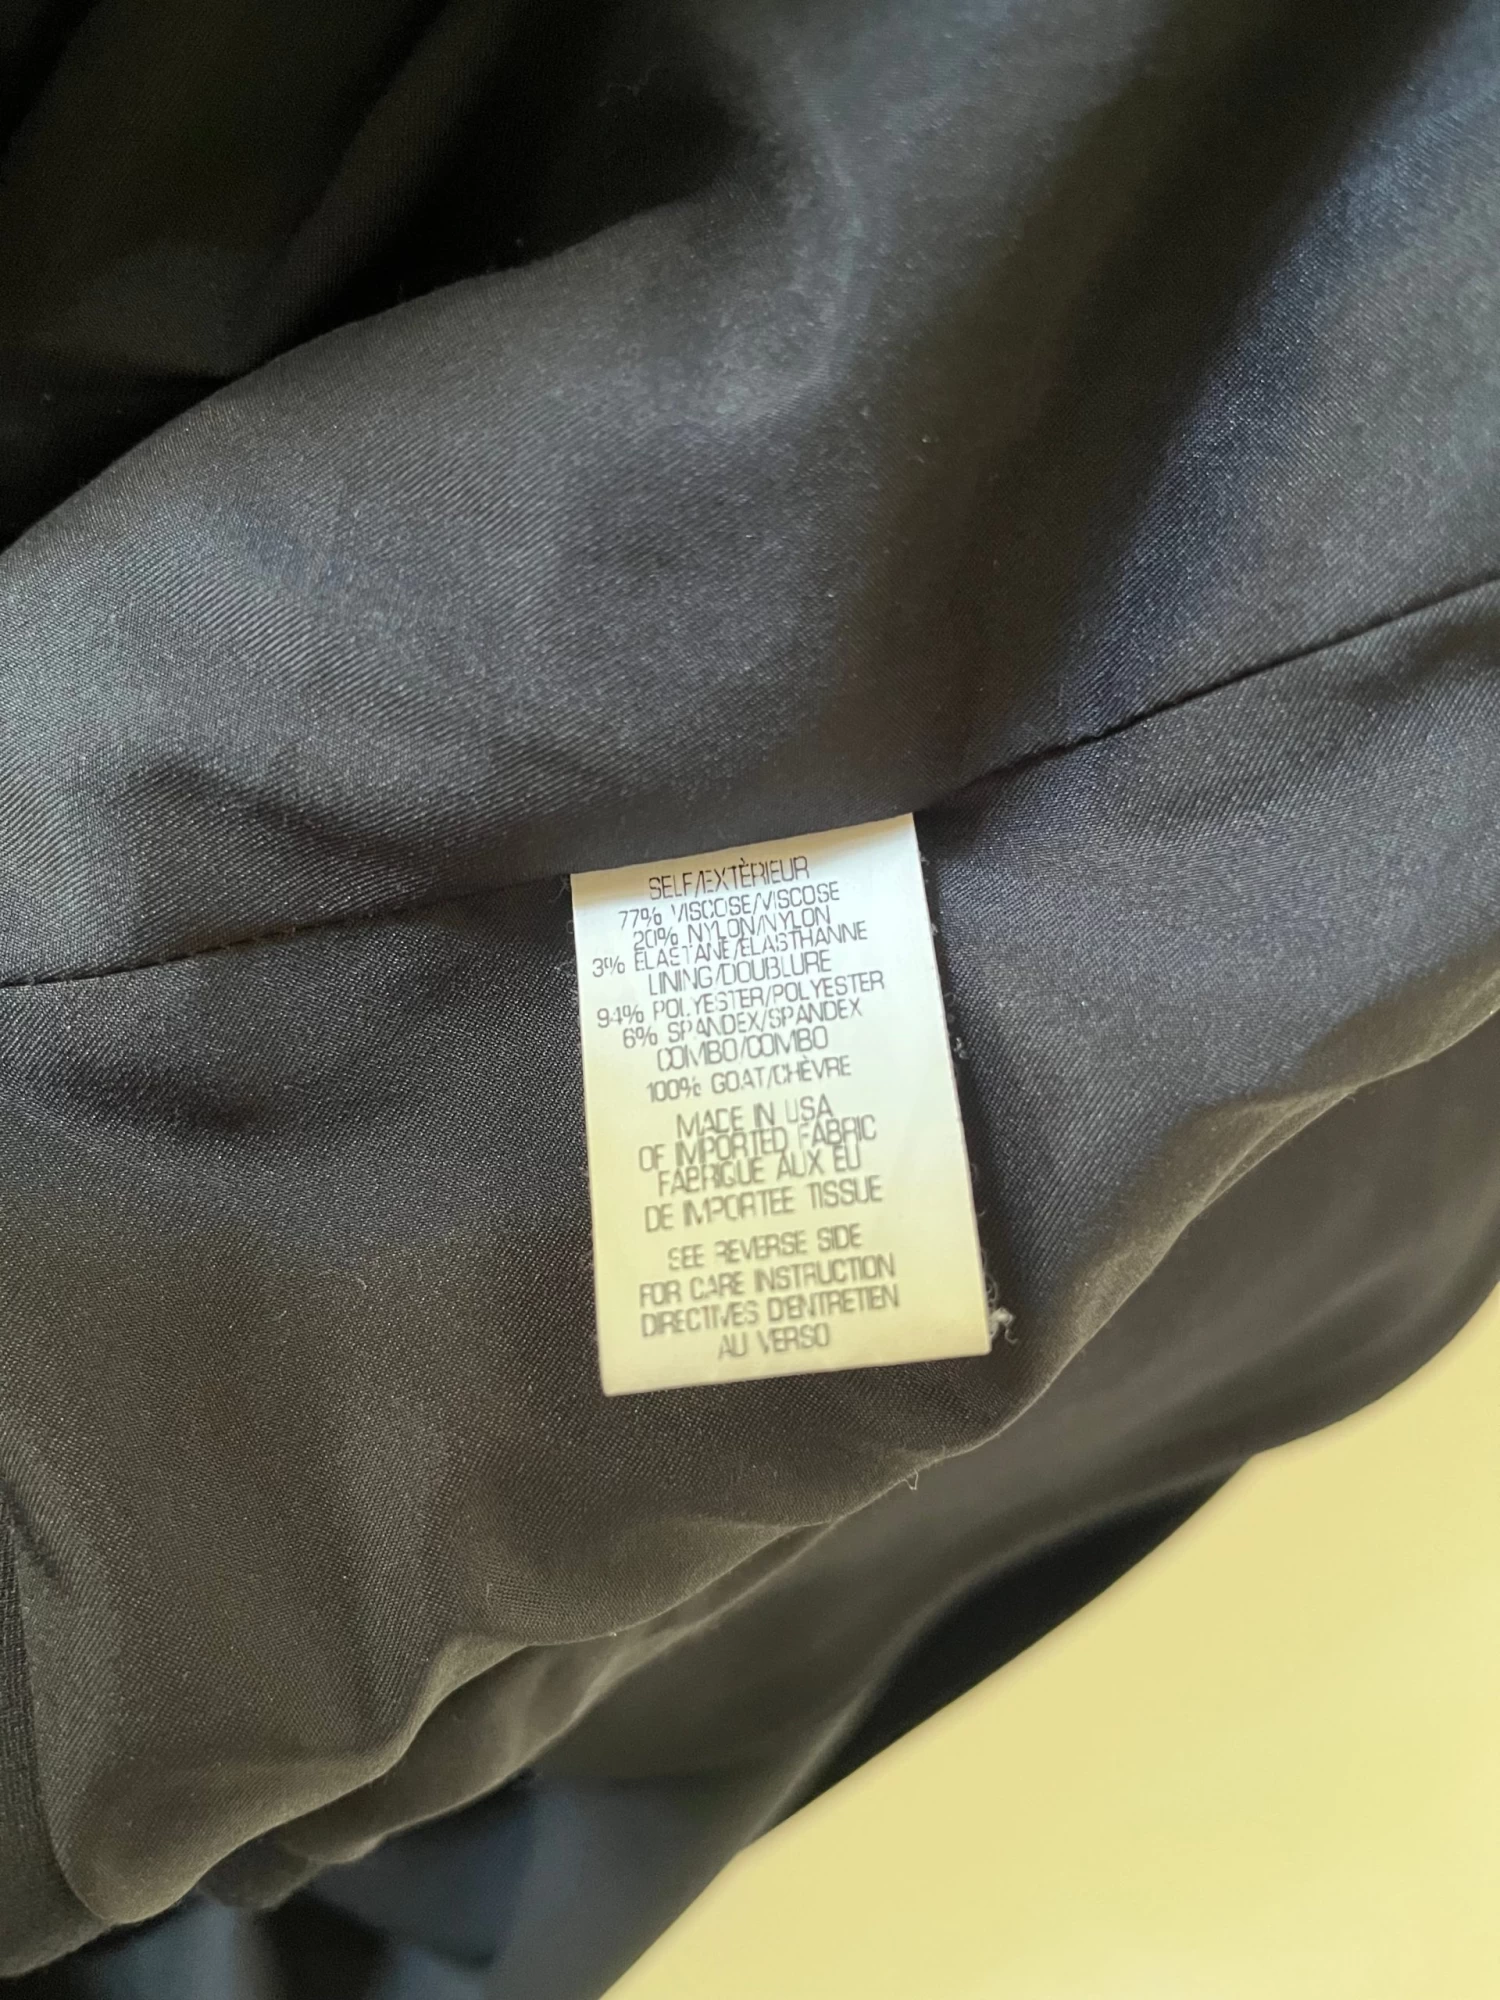 SELF/EXTÈRIEUR
77% VISCOSE/VISCOSE
20% NYLON/NYLON
3% ELASTANE/ÉLASTHANNE
LINING/DOUBLURE
94% POLYESTER/POLYESTER
6% SPANDEX/SPANDEX
COMBO/COMBO
100% GOAT/CHÈVRE
MADE IN USA
OF IMPORTED FABRIC
FABRIQUE AUX EU
DE IMPORTEE TISSUE
SEE REVERSE SIDE
FOR CARE INSTRUCTION
DIRECTIVES D'ENTRETIEN
AU VERSO